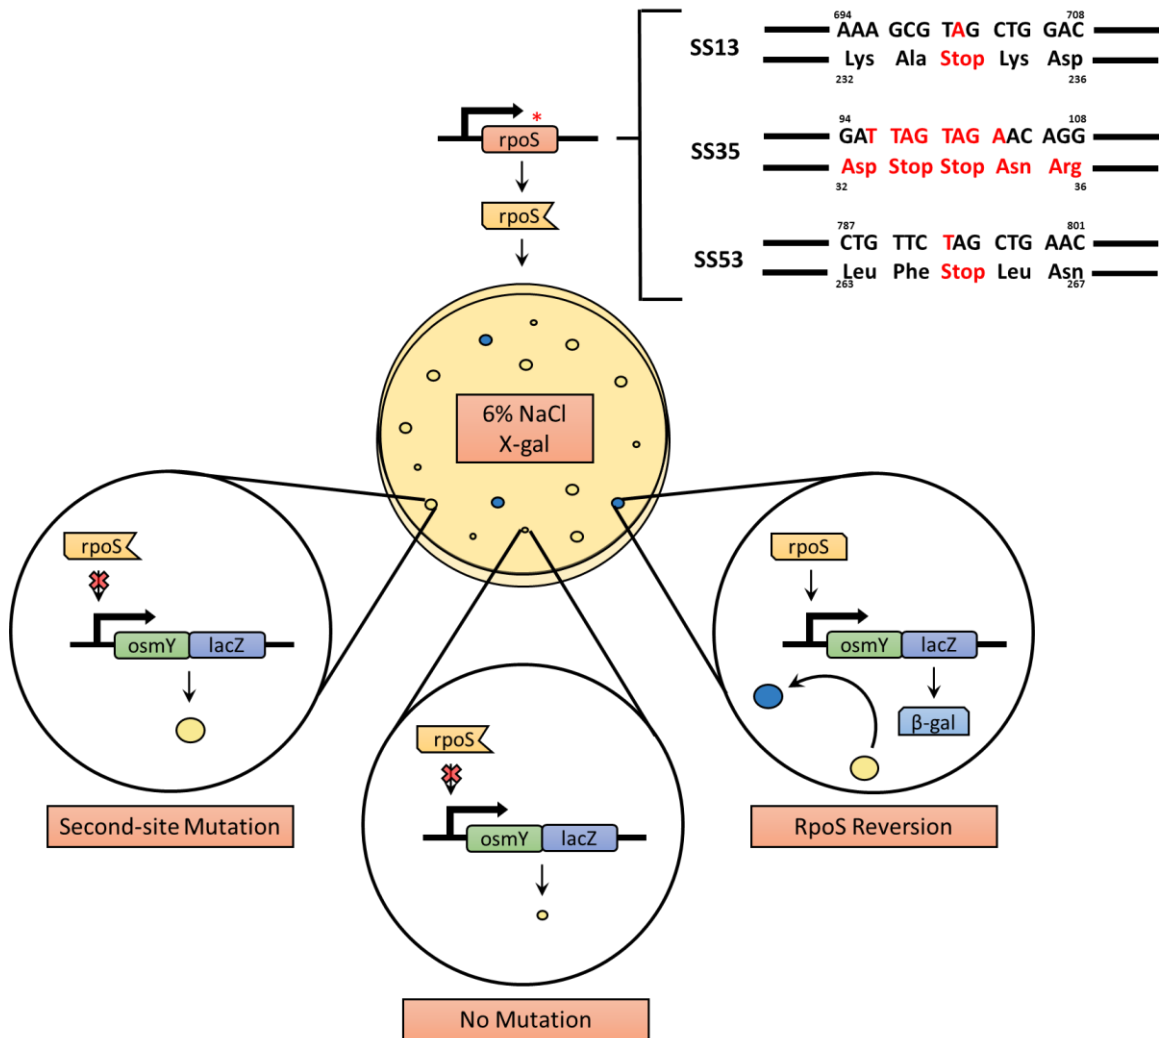 SS13
694 708
AAA GCG TAG CTG GAC
Lys Ala Stop Lys Asp
232 236
*
rpoS
SS35
94 108
GAT TAG TAG AAC AGG
Asp Stop Stop Asn Arg
32 36
rpoS
SS53
787 801
CTG TTC TAG CTG AAC
Leu Phe Stop Leu Asn
263 267
6% NaCl
X-gal
rpoS
osmY lacZ
Second-site Mutation
rpoS
osmY lacZ
No Mutation
rpoS
osmY lacZ
β-gal
RpoS Reversion